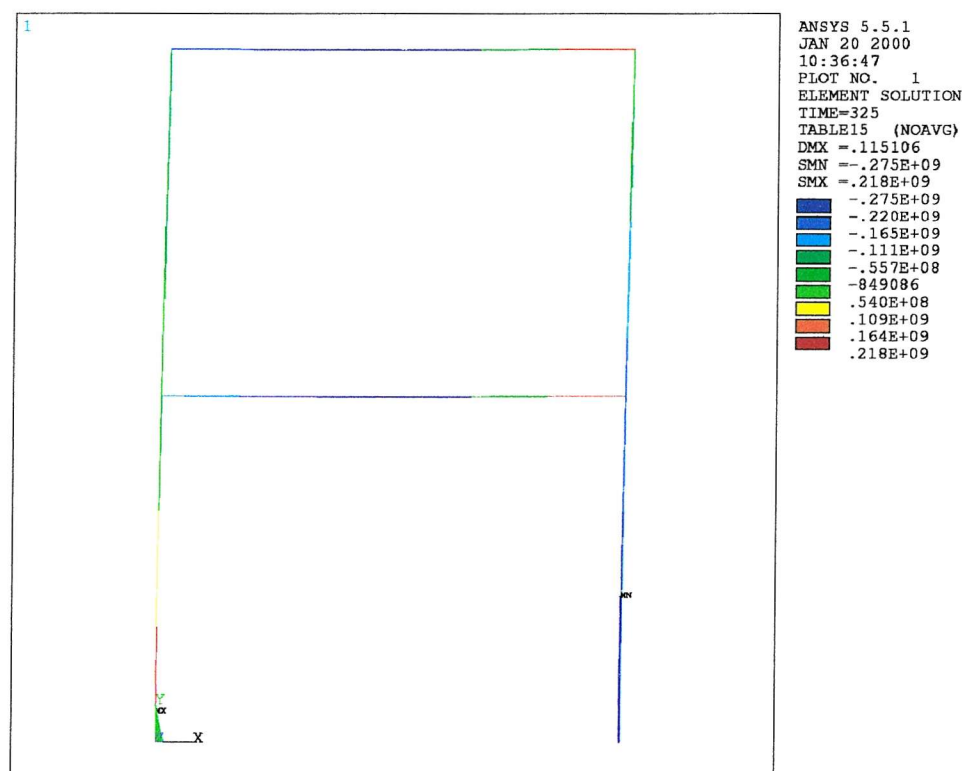 1
ANSYS 5.5.1
JAN 20 2000
10:36:47
PLOT NO. 1
ELEMENT SOLUTION
TIME=325
TABLE15 (NOAVG)
DMX =.115106
SMN =-.275E+09
SMX =.218E+09
-.275E+09
-.220E+09
-.165E+09
-.111E+09
-.557E+08
-849086
.540E+08
.109E+09
.164E+09
.218E+09
MN
Y
MX
X